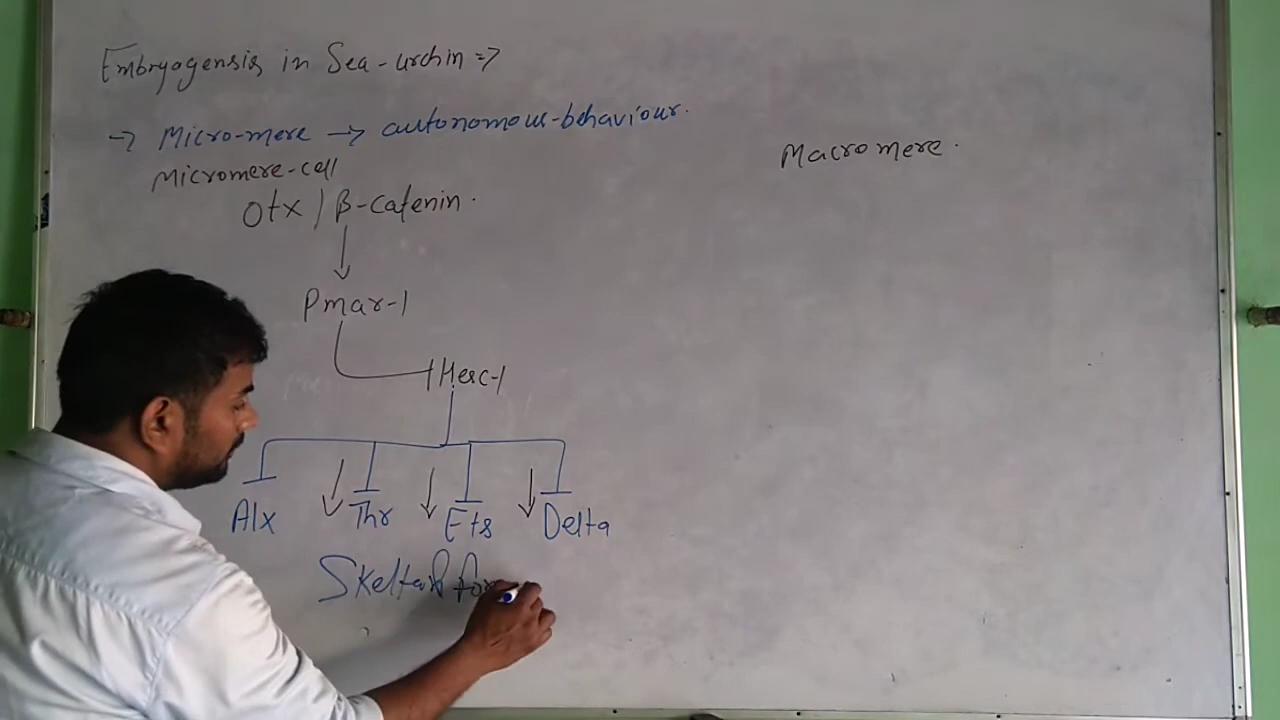 Embryogensis in Sea-urchin =>
-> Micro-mere -> autonomous-behaviour.
Macromere.
Micromere-cell
Otx / β-catenin.
Pmar-1
Hesc-1
Alx Thr Ets Delta
Skeltal for